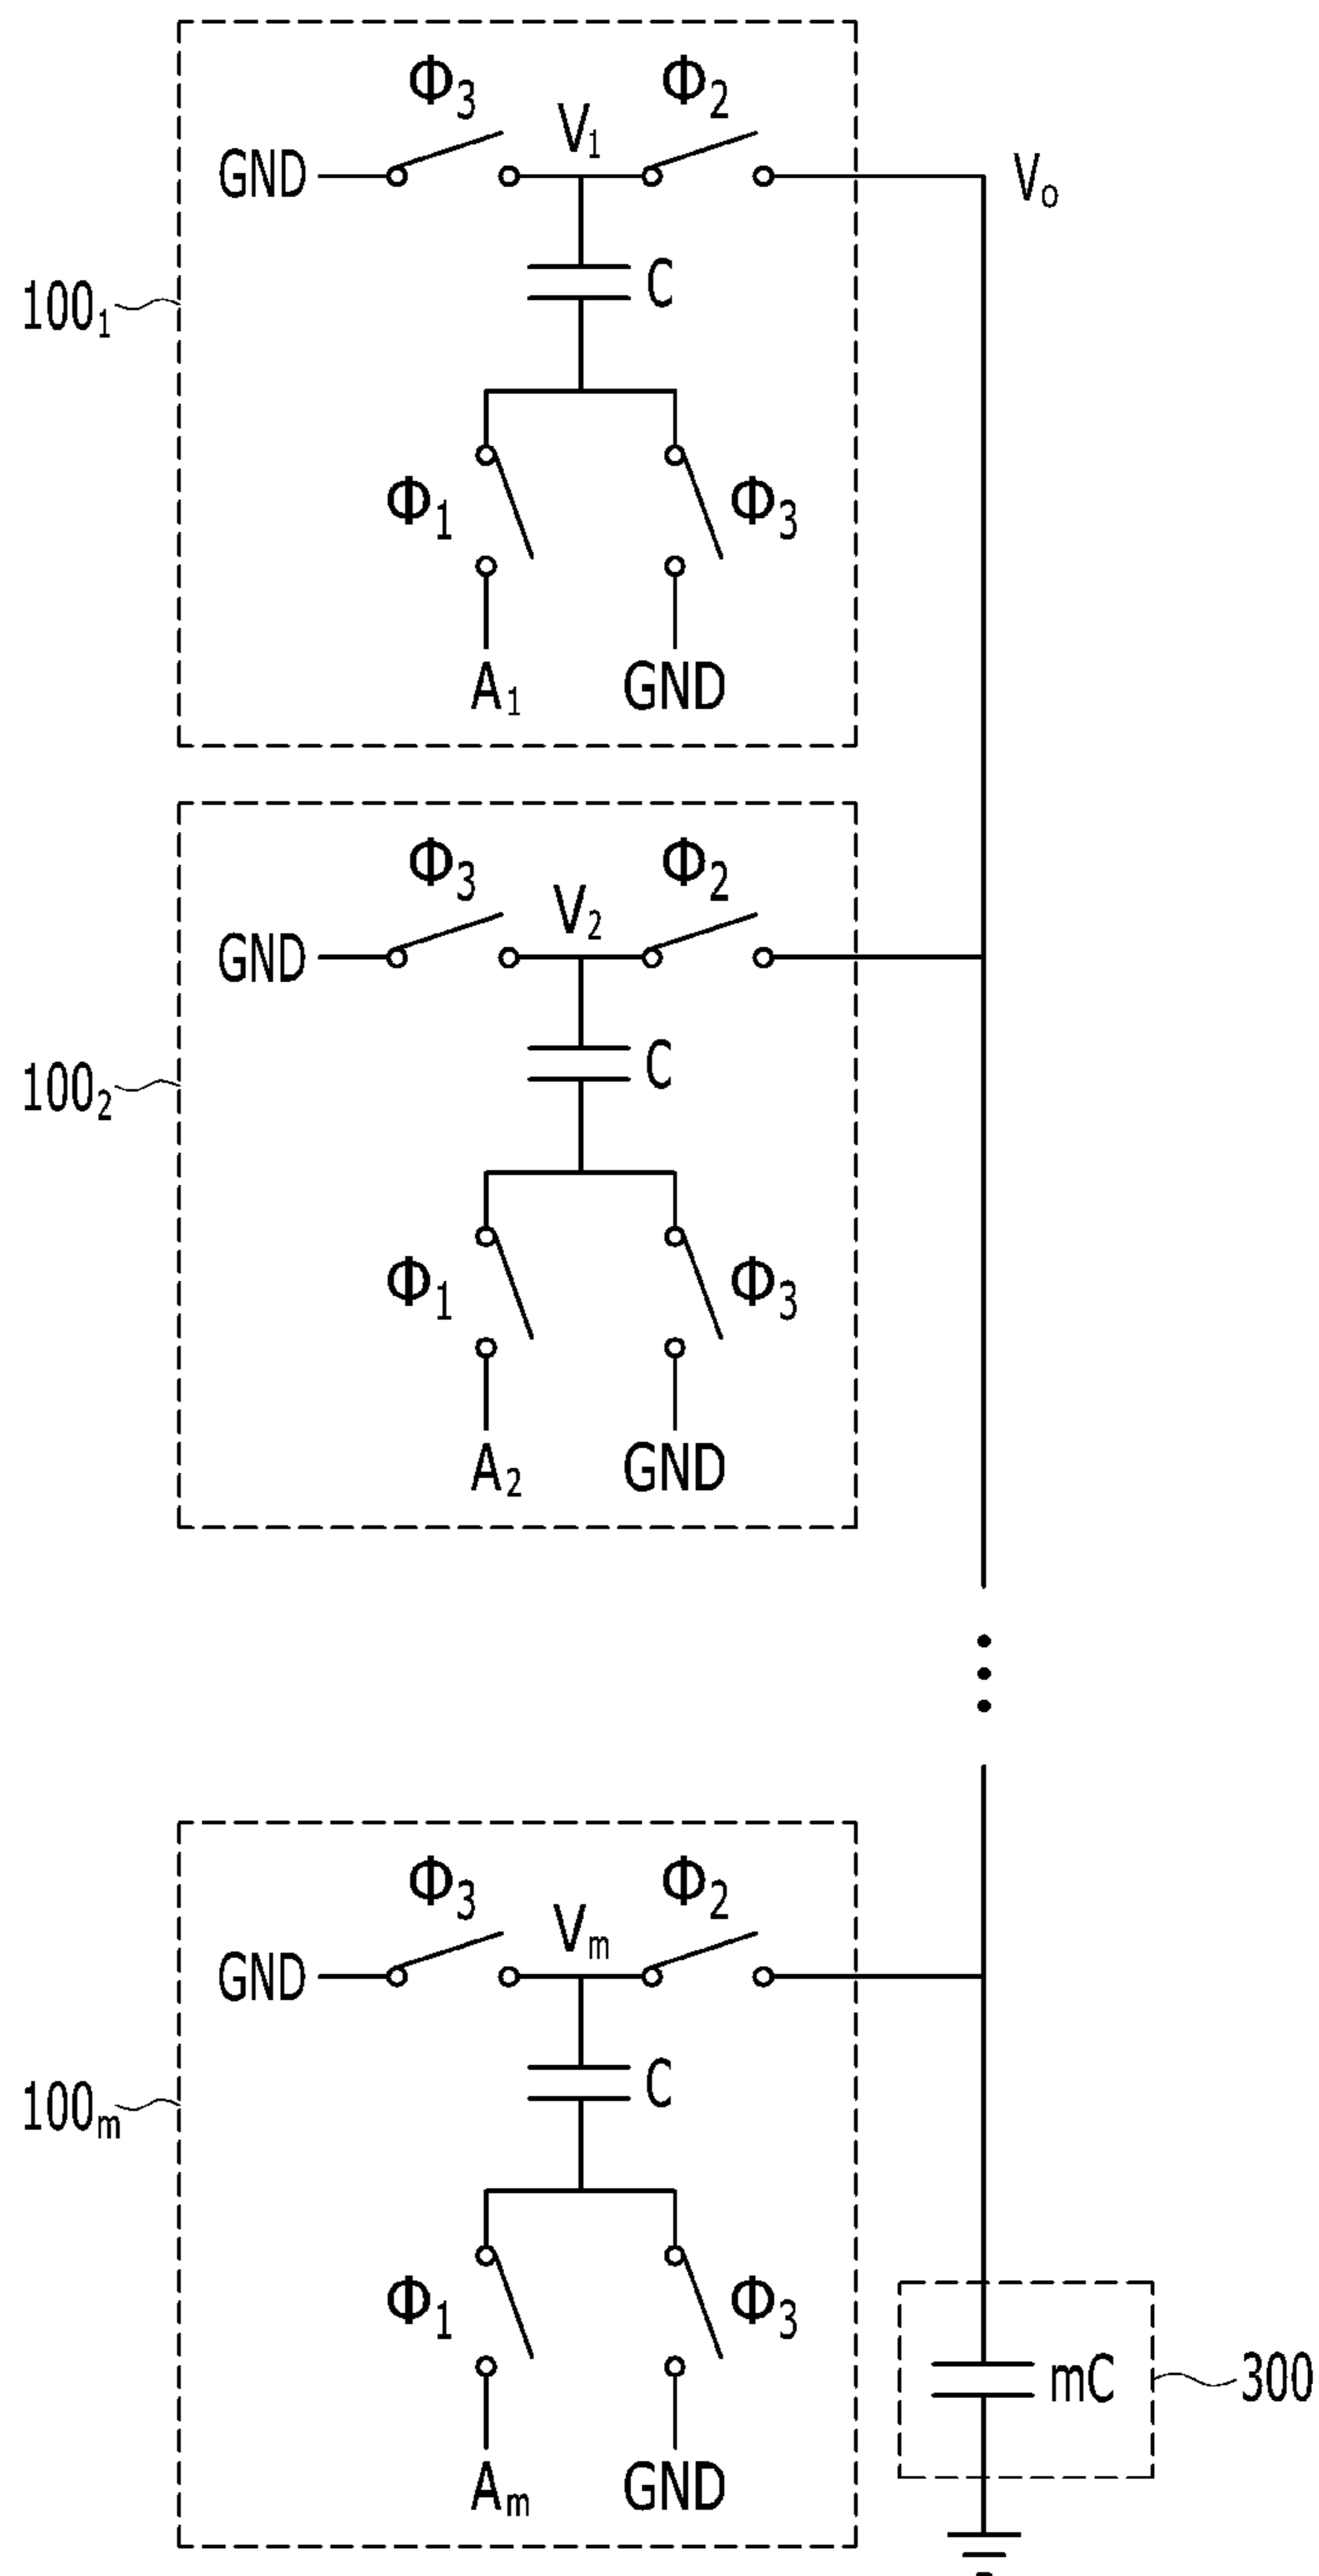 Φ₃ Φ₂
GND V₁ Vₒ
C
100₁
Φ₁ Φ₃
A₁ GND
Φ₃ Φ₂
GND V₂
C
100₂
Φ₁ Φ₃
A₂ GND
Φ₃ Φ₂
GND Vₘ
C
100ₘ
Φ₁ Φ₃
mC 300
Aₘ GND